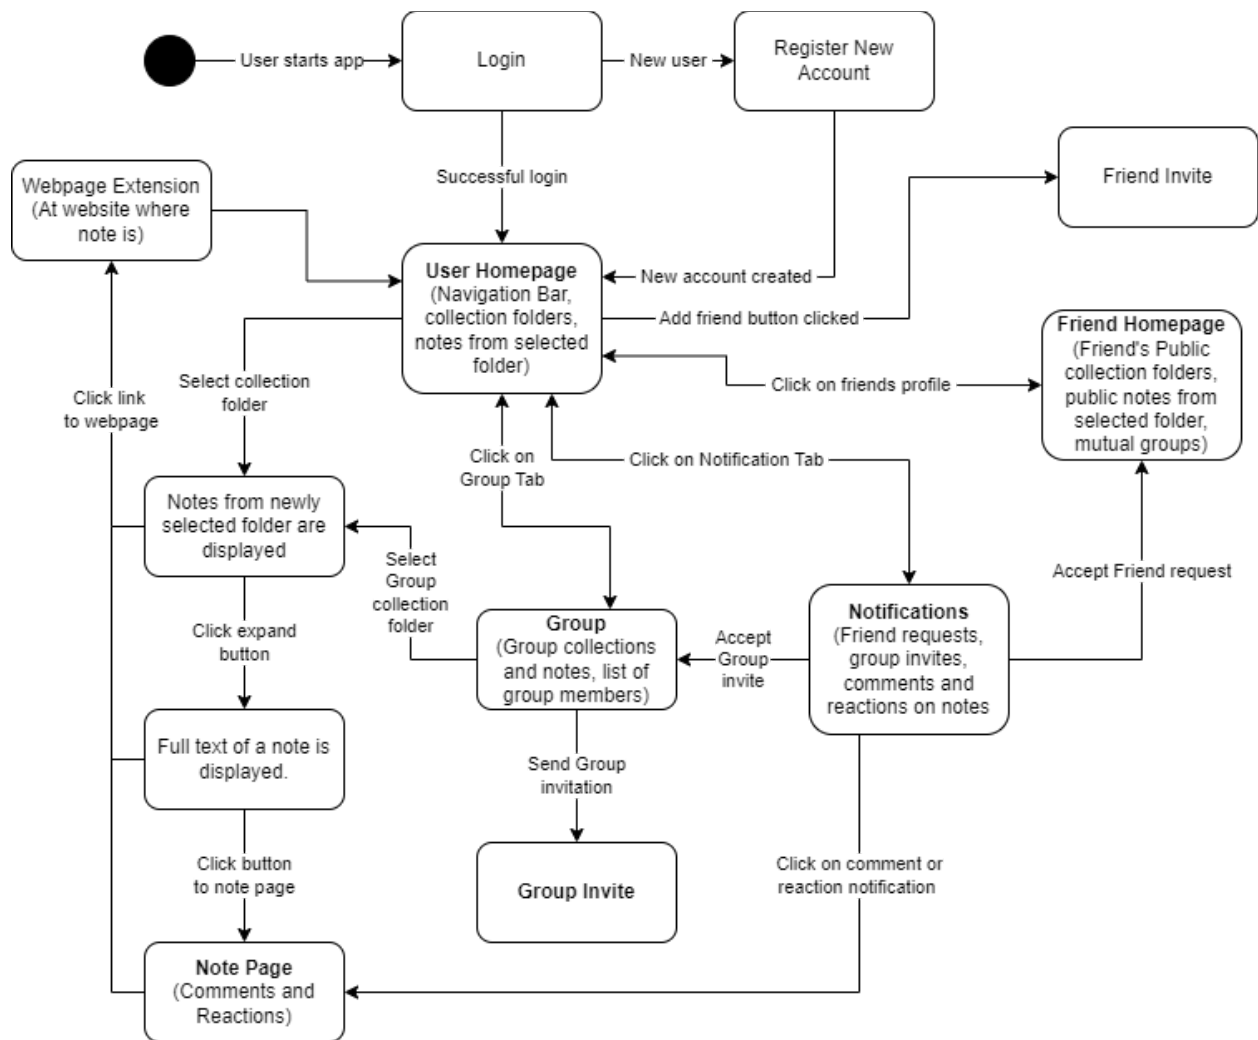 User starts app
Login
New user
Register New
Account
Successful login
Friend Invite
Webpage Extension
(At website where
note is)
User Homepage
(Navigation Bar,
collection folders,
notes from selected
folder)
New account created
Add friend button clicked
Click on friends profile
Friend Homepage
(Friend's Public
collection folders,
public notes from
selected folder,
mutual groups)
Click link
to webpage
Select collection
folder
Click on
Group Tab
Click on Notification Tab
Notes from newly
selected folder are
displayed
Select
Group
collection
folder
Accept Friend request
Group
(Group collections
and notes, list of
group members)
Accept
Group
invite
Notifications
(Friend requests,
group invites,
comments and
reactions on notes
Click expand
button
Full text of a note is
displayed.
Send Group
invitation
Click button
to note page
Group Invite
Click on comment or
reaction notification
Note Page
(Comments and
Reactions)